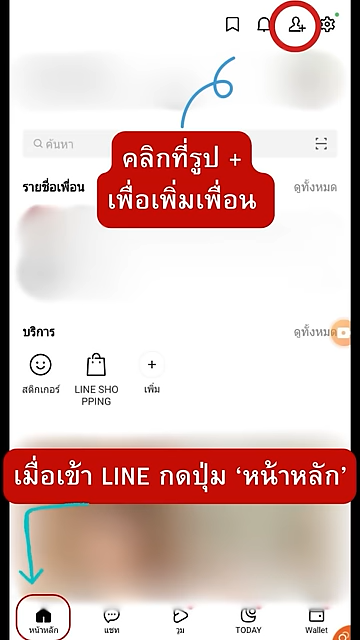 คลิกที่รูป +
เพื่อเพิ่มเพื่อน
ค้นหา
รายชื่อเพื่อน
ดูทั้งหมด
บริการ
ดูทั้งหมด
สติกเกอร์
LINE SHO
PPING
เพิ่ม
เมื่อเข้า LINE กดปุ่ม ‘หน้าหลัก’
หน้าหลัก
แชท
วูม
TODAY
Wallet